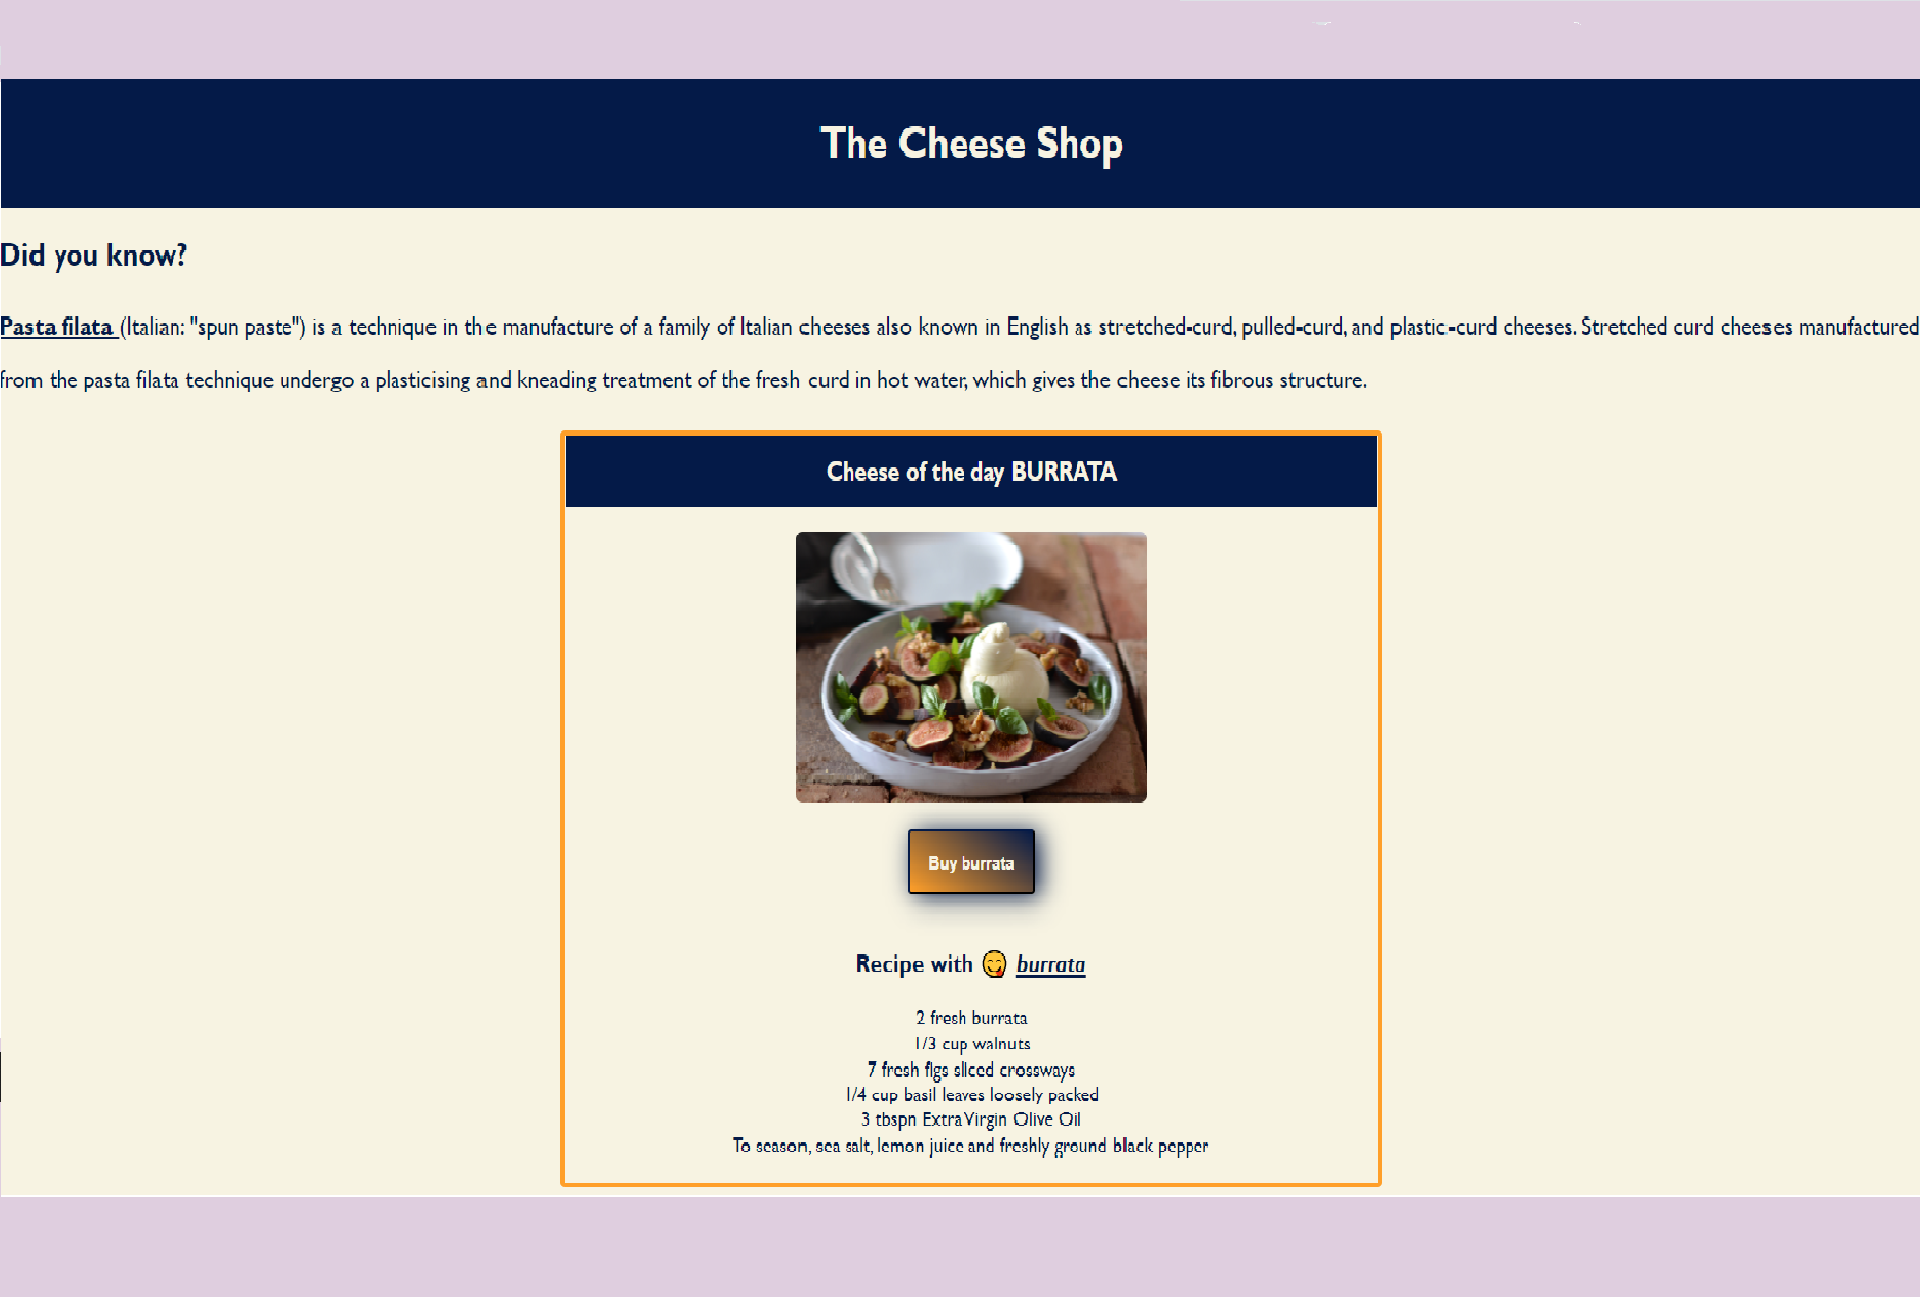 The Cheese Shop
Did you know?
Pasta filata (Italian: "spun paste") is a technique in the manufacture of a family of Italian cheeses also known in English as stretched-curd, pulled-curd, and plastic-curd cheeses. Stretched curd cheeses manufactured
from the pasta filata technique undergo a plasticising and kneading treatment of the fresh curd in hot water, which gives the cheese its fibrous structure.
Cheese of the day BURRATA
Buy burrata
Recipe with 😋 burrata
2 fresh burrata
1/3 cup walnuts
7 fresh figs sliced crossways
1/4 cup basil leaves loosely packed
3 tbspn Extra Virgin Olive Oil
To season, sea salt, lemon juice and freshly ground black pepper